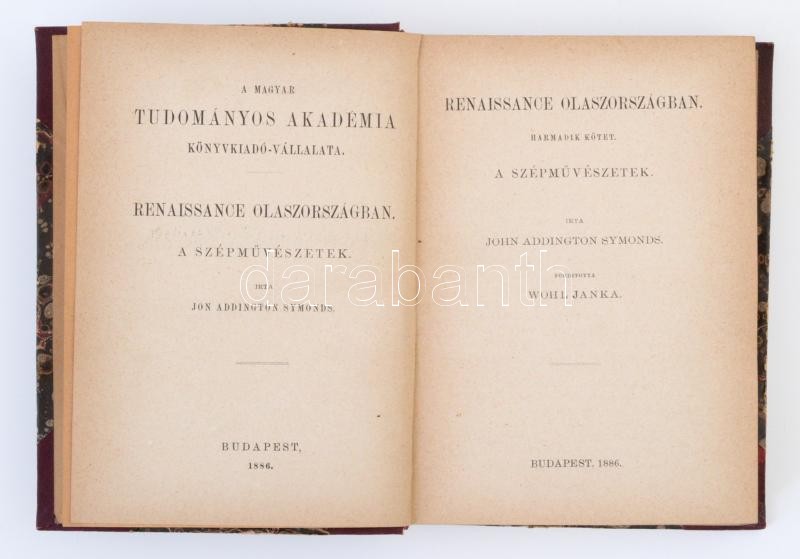 A MAGYAR
TUDOMÁNYOS AKADÉMIA
KÖNYVKIADÓ-VÁLLALATA.
RENAISSANCE OLASZORSZÁGBAN.
A SZÉPMŰVÉSZETEK.
IRTA
JON ADDINGTON SYMONDS.
BUDAPEST,
1886.
RENAISSANCE OLASZORSZÁGBAN.
HARMADIK KÖTET.
A SZÉPMŰVÉSZETEK.
IRTA
JOHN ADDINGTON SYMONDS.
FORDITOTTA
WOHL JANKA.
BUDAPEST, 1886.
darabanth